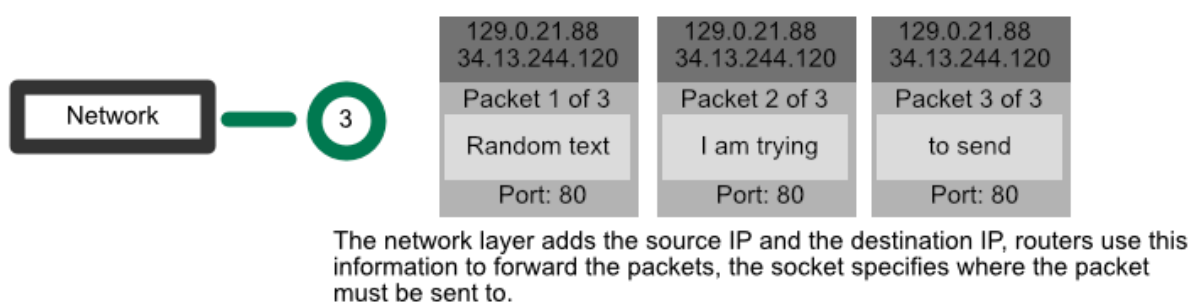 Network
3
129.0.21.88
34.13.244.120
Packet 1 of 3
Random text
Port: 80
129.0.21.88
34.13.244.120
Packet 2 of 3
I am trying
Port: 80
129.0.21.88
34.13.244.120
Packet 3 of 3
to send
Port: 80
The network layer adds the source IP and the destination IP, routers use this
information to forward the packets, the socket specifies where the packet
must be sent to.